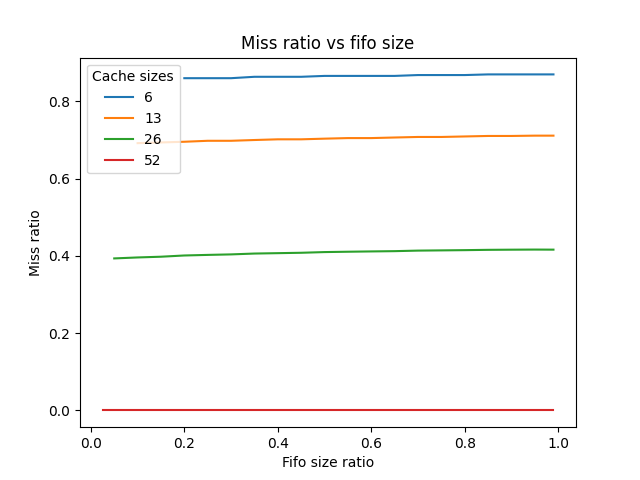 Miss ratio vs fifo size
Cache sizes
6
13
26
52
Miss ratio
0.8
0.6
0.4
0.2
0.0
0.0 0.2 0.4 0.6 0.8 1.0
Fifo size ratio